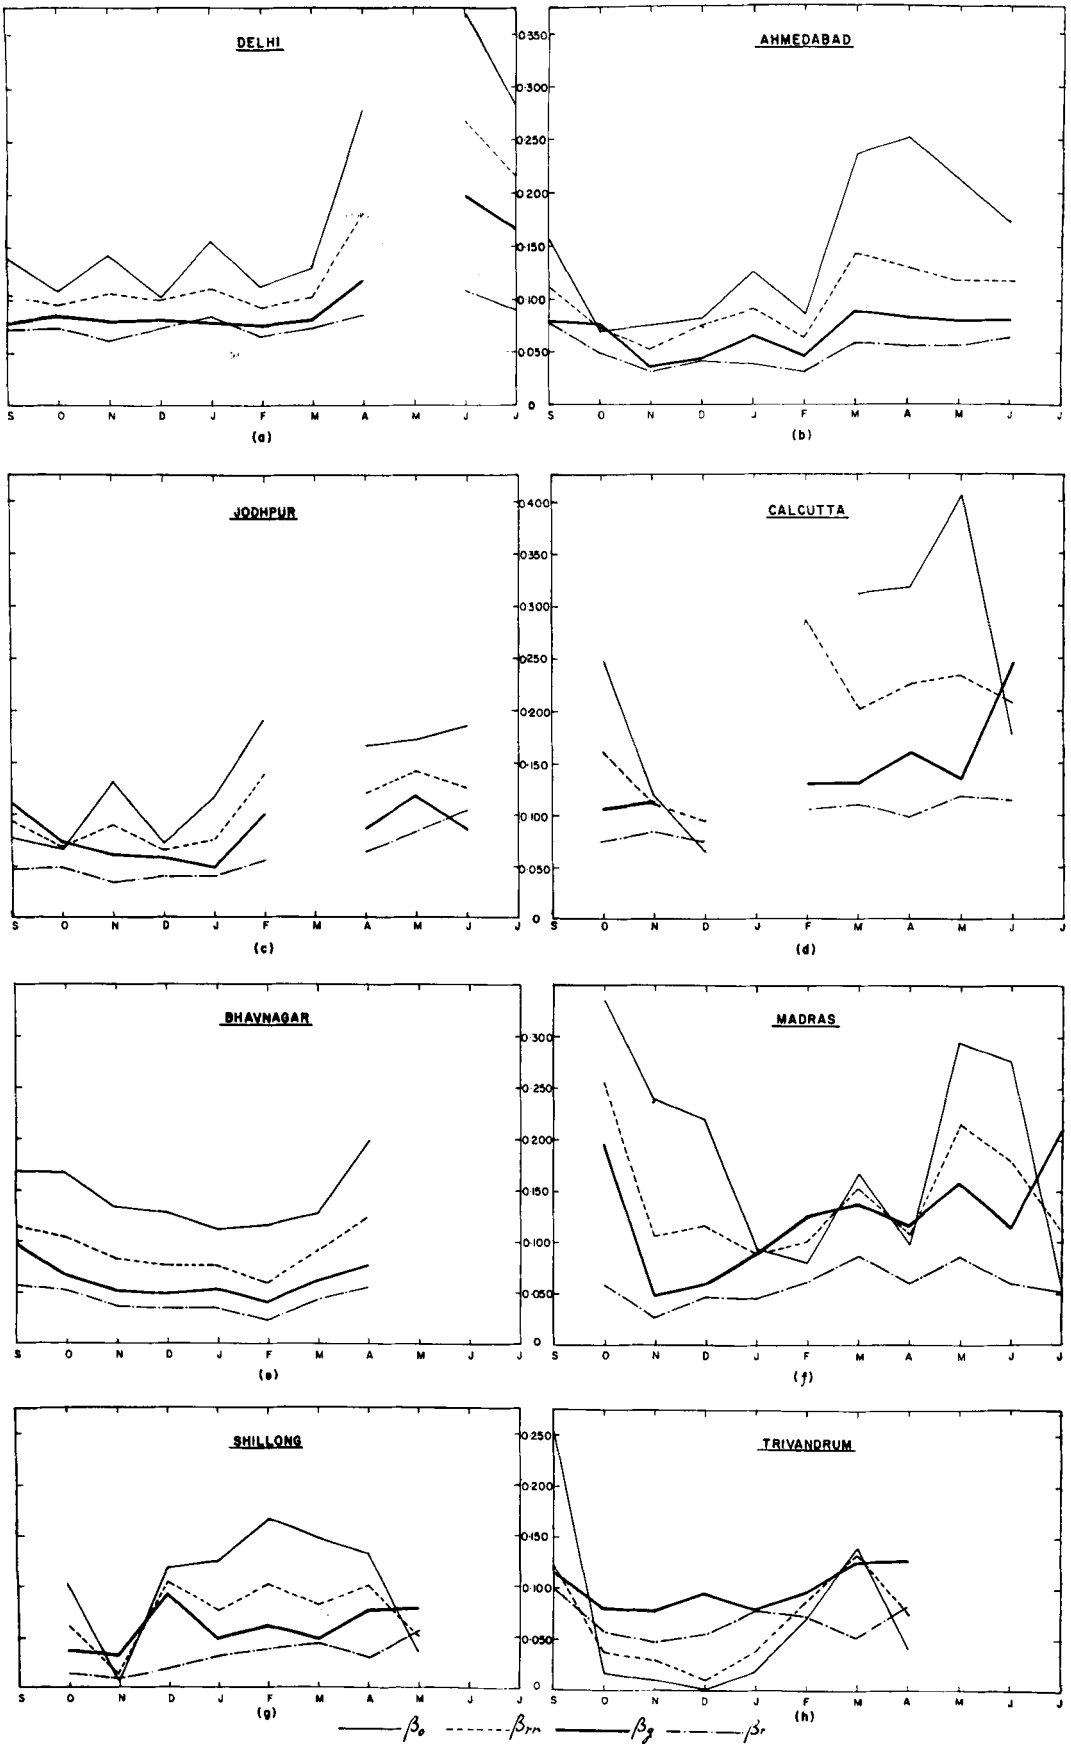 DELHI
AHMEDABAD
0.350
0.300
0.250
0.200
0.150
0.100
0.050
0
S O N D J F M A M J J
S O N D J F M A M J J
(a)
(b)
JODHPUR
CALCUTTA
0.400
0.350
0.300
0.250
0.200
0.150
0.100
0.050
0
S O N D J F M A M J J
S O N D J F M A M J J
(c)
(d)
BHAVNAGAR
MADRAS
0.300
0.250
0.200
0.150
0.100
0.050
0
S O N D J F M A M J J
S O N D J F M A M J J
(e)
(f)
SHILLONG
TRIVANDRUM
0.250
0.200
0.150
0.100
0.050
0
S O N D J F M A M J J
S O N D J F M A M J J
(g)
(h)
β₀ βrn βg βr